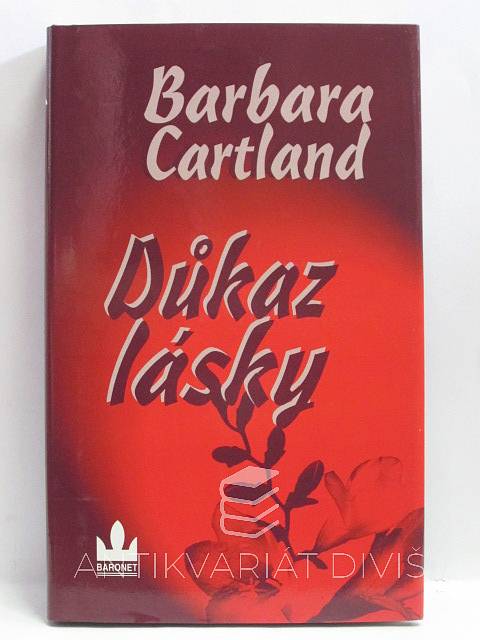 Barbara
Cartland
Důkaz
lásky
BARONET
ANTIKVARIÁT DIVIŠ